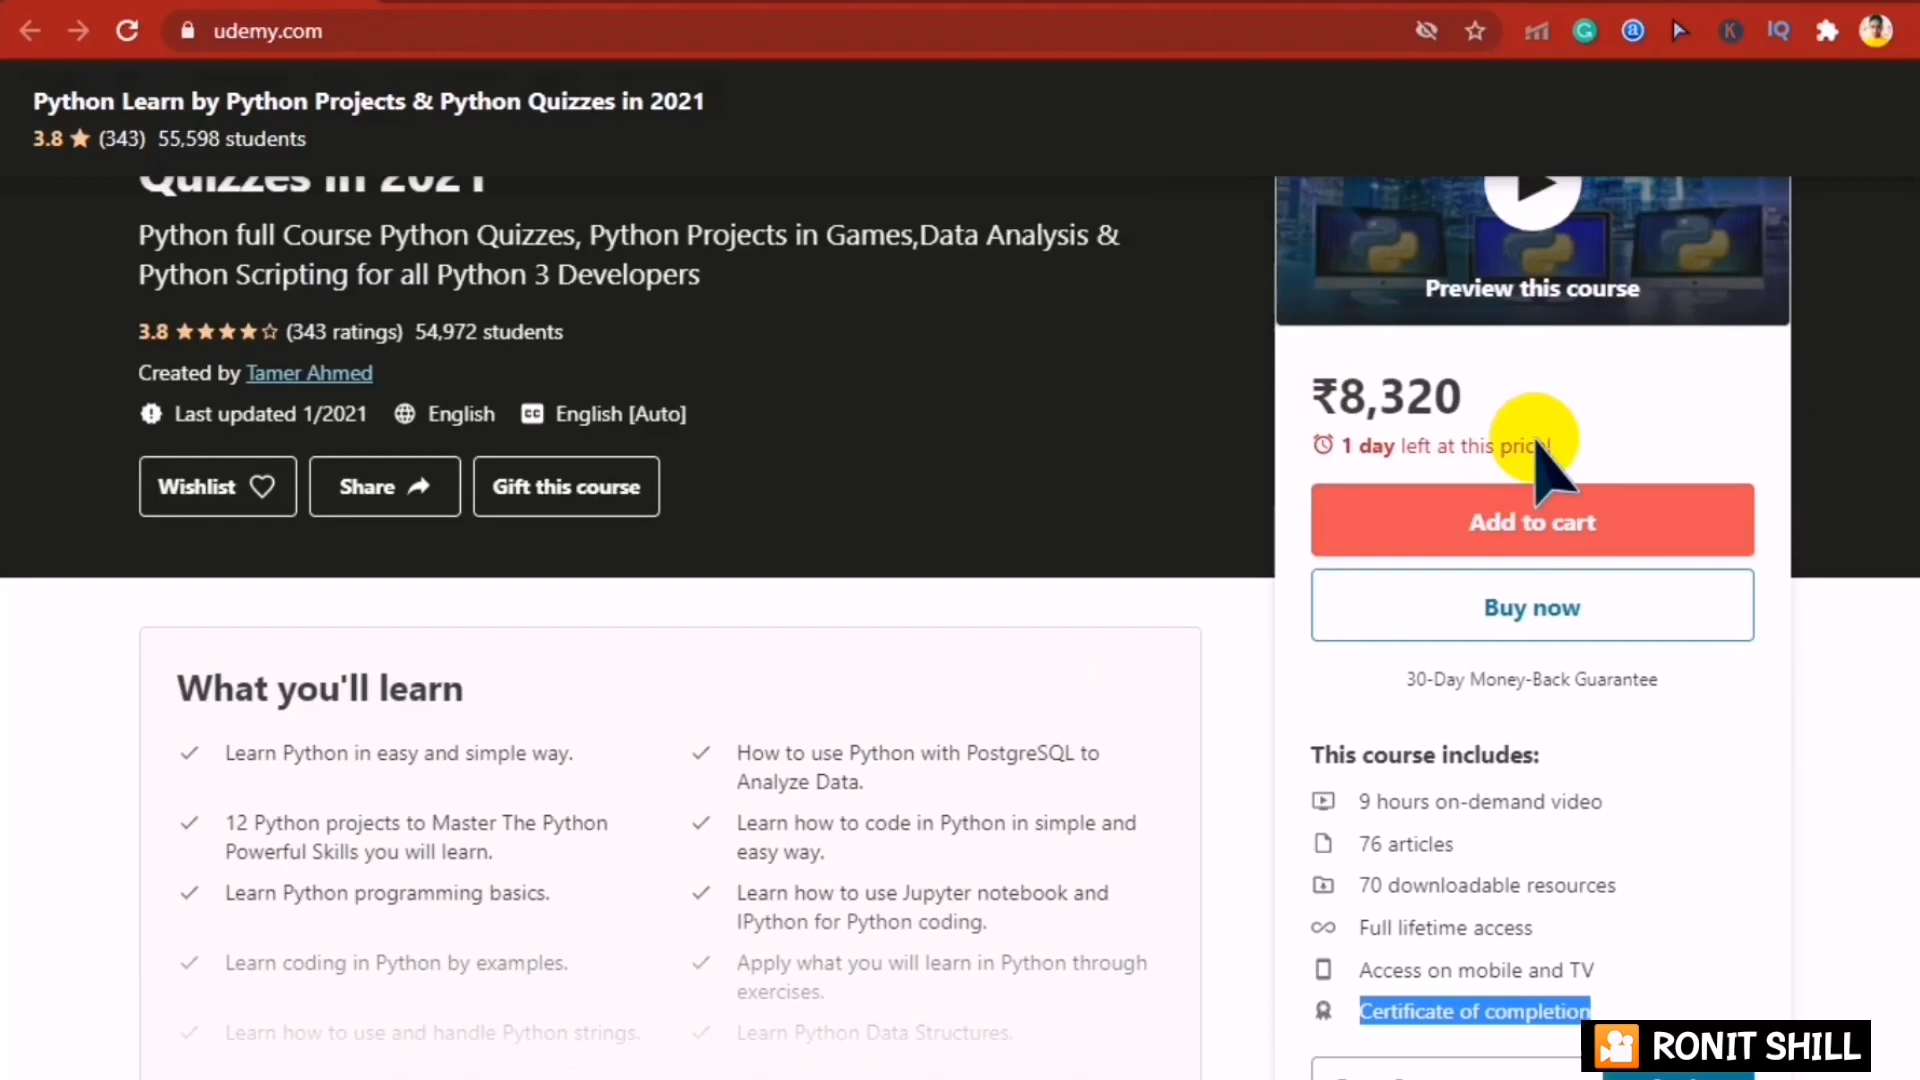 udemy.com
Python Learn by Python Projects & Python Quizzes in 2021
3.8 ★ (343) 55,598 students
Quizzes in 2021
Python full Course Python Quizzes, Python Projects in Games,Data Analysis &
Python Scripting for all Python 3 Developers
3.8 (343 ratings) 54,972 students
Created by Tamer Ahmed
Last updated 1/2021 English CC English [Auto]
Wishlist Share Gift this course
Preview this course
₹8,320
1 day left at this price!
Add to cart
Buy now
30-Day Money-Back Guarantee
This course includes:
9 hours on-demand video
76 articles
70 downloadable resources
Full lifetime access
Access on mobile and TV
Certificate of completion
What you'll learn
Learn Python in easy and simple way.
12 Python projects to Master The Python
Powerful Skills you will learn.
Learn Python programming basics.
Learn coding in Python by examples.
Learn how to use and handle Python strings.
How to use Python with PostgreSQL to
Analyze Data.
Learn how to code in Python in simple and
easy way.
Learn how to use Jupyter notebook and
IPython for Python coding.
Apply what you will learn in Python through
exercises.
Learn Python Data Structures.
RONIT SHILL